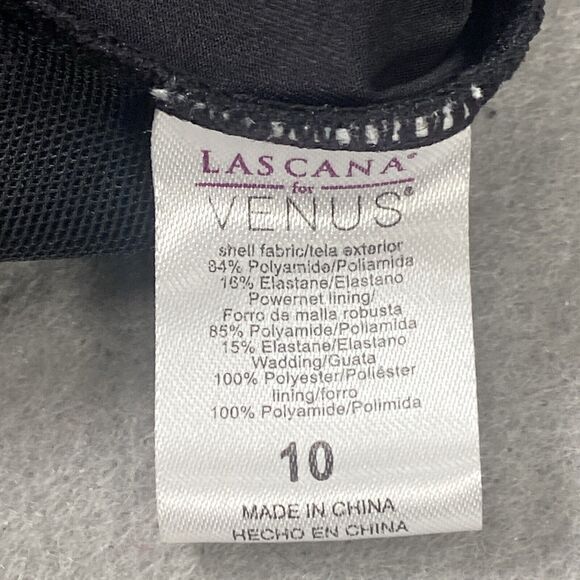 LASCANA®
for
VENUS®
shell fabric/tela exterior
84% Polyamide/Poliamida
16% Elastane/Elastano
Powernet lining/
Forro de malla robusta
85% Polyamide/Poliamida
15% Elastane/Elastano
Wadding/Guata
100% Polyester/Poliéster
lining/forro
100% Polyamide/Polimida
10
MADE IN CHINA
HECHO EN CHINA